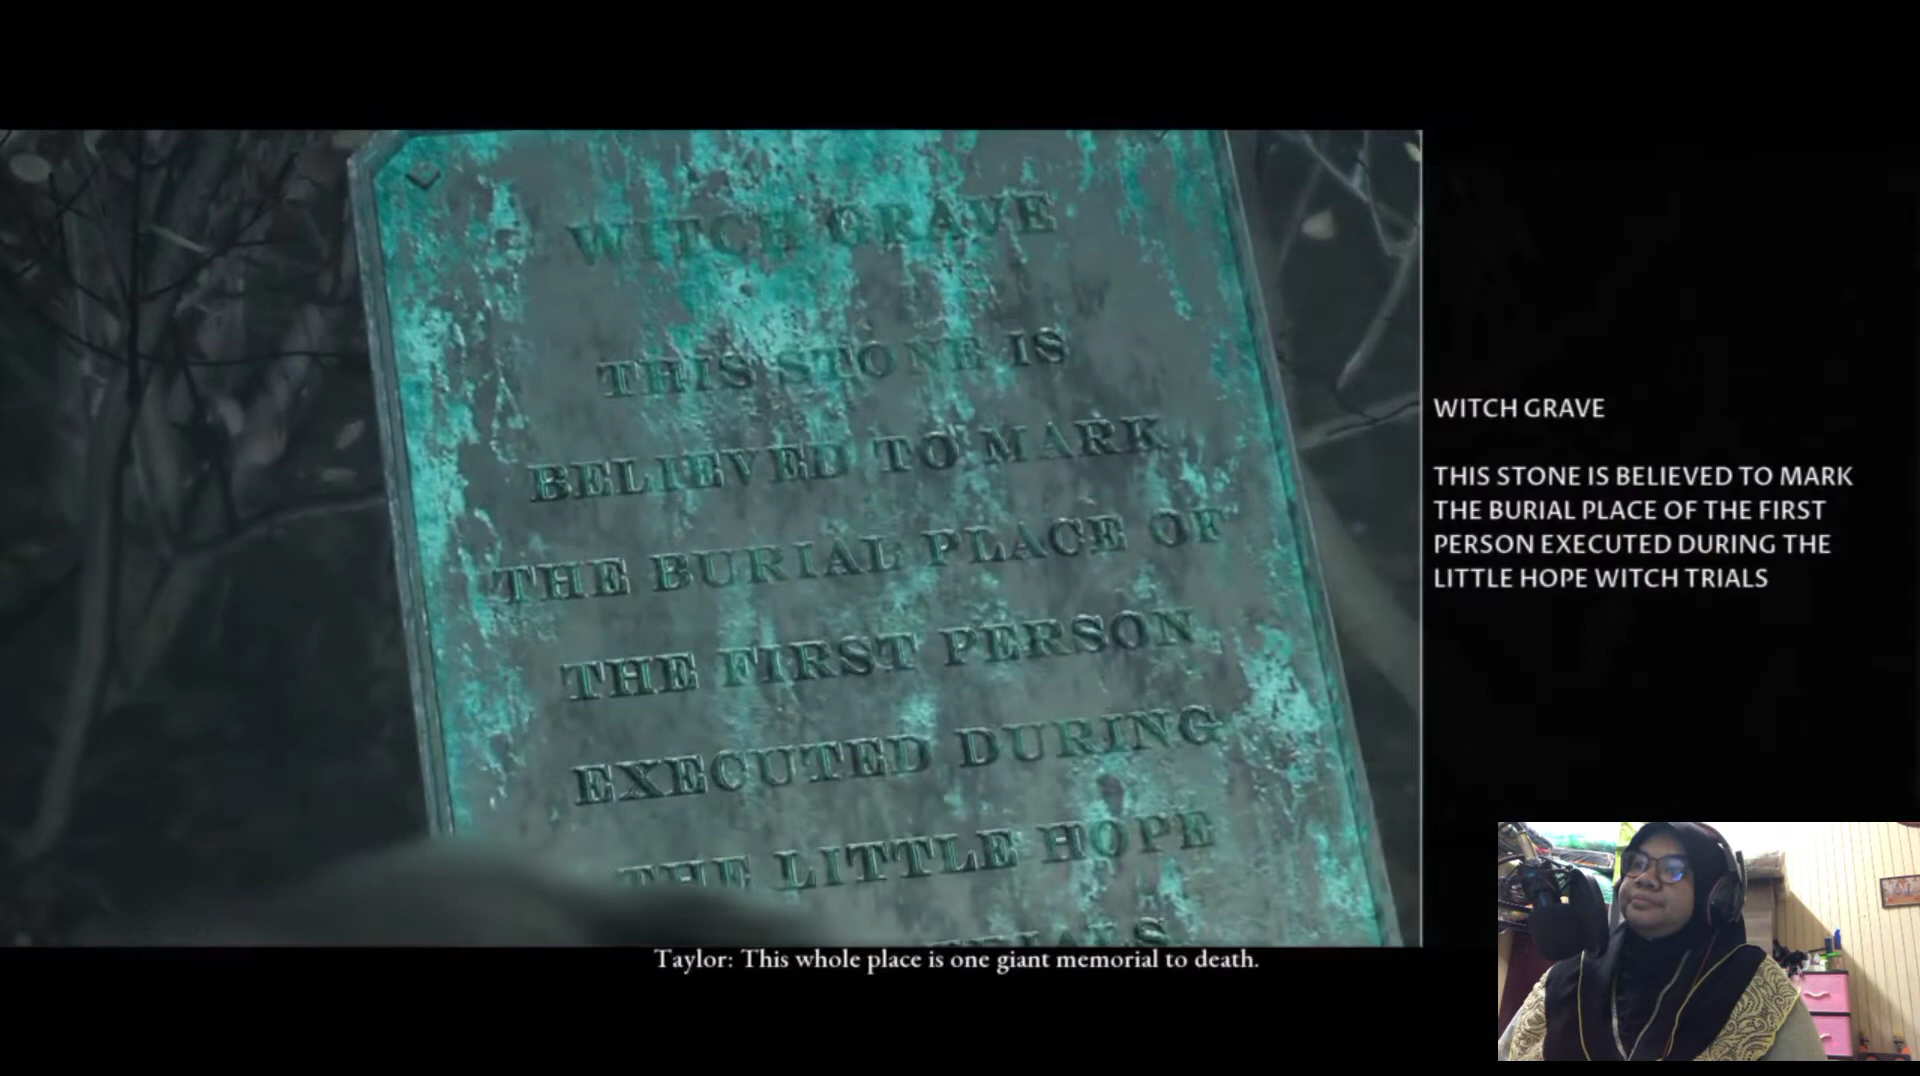 WITCH GRAVE
THIS STONE IS
BELIEVED TO MARK
THE BURIAL PLACE OF
THE FIRST PERSON
EXECUTED DURING
THE LITTLE HOPE
TRIALS
WITCH GRAVE
THIS STONE IS BELIEVED TO MARK
THE BURIAL PLACE OF THE FIRST
PERSON EXECUTED DURING THE
LITTLE HOPE WITCH TRIALS
Taylor: This whole place is one giant memorial to death.